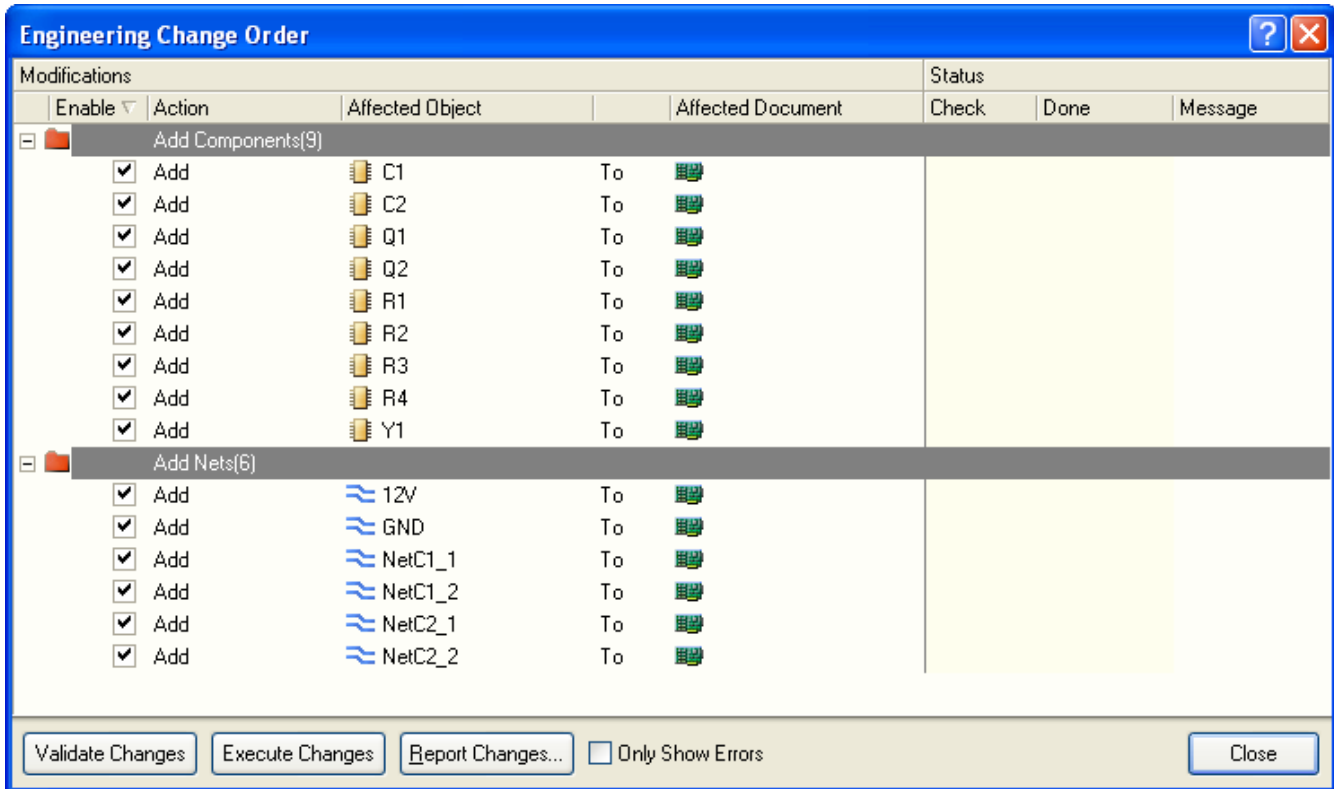 Engineering Change Order
Modifications Status
Enable Action Affected Object Affected Document Check Done Message
Add Components(9)
Add C1 To
Add C2 To
Add Q1 To
Add Q2 To
Add R1 To
Add R2 To
Add R3 To
Add R4 To
Add Y1 To
Add Nets(6)
Add 12V To
Add GND To
Add NetC1_1 To
Add NetC1_2 To
Add NetC2_1 To
Add NetC2_2 To
Validate Changes Execute Changes Report Changes... Only Show Errors Close